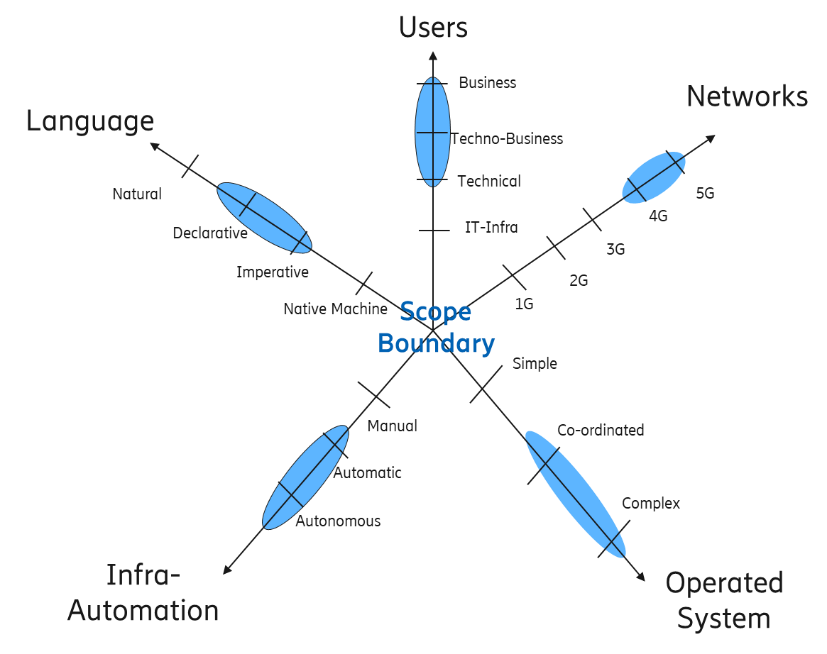 Users
Business
Techno-Business
Technical
IT-Infra
Networks
5G
4G
3G
2G
1G
Language
Natural
Declarative
Imperative
Native Machine
Scope
Boundary
Simple
Co-ordinated
Complex
Operated
System
Manual
Automatic
Autonomous
Infra-
Automation